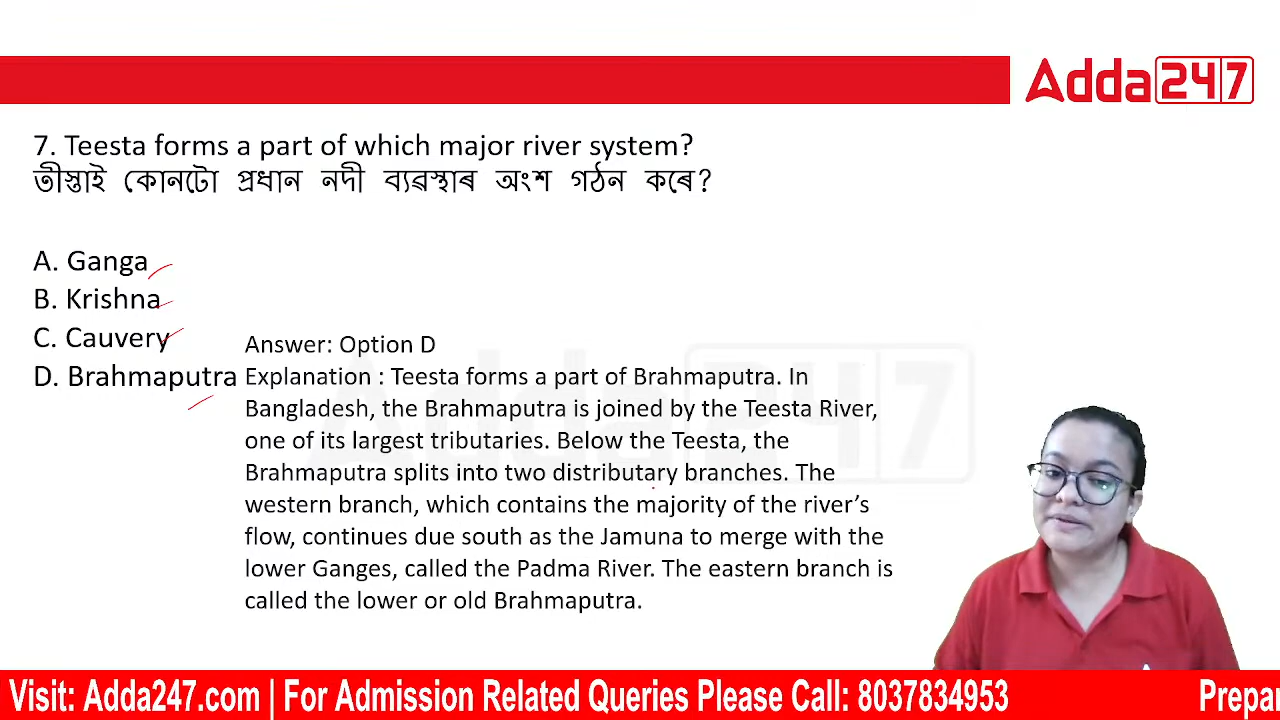 Adda247
7. Teesta forms a part of which major river system?
তীস্তাই কোনটো প্ৰধান নদী ব্যৱস্থাৰ অংশ গঠন কৰে?
A. Ganga
B. Krishna
C. Cauvery
D. Brahmaputra
Answer: Option D
Explanation : Teesta forms a part of Brahmaputra. In
Bangladesh, the Brahmaputra is joined by the Teesta River,
one of its largest tributaries. Below the Teesta, the
Brahmaputra splits into two distributary branches. The
western branch, which contains the majority of the river’s
flow, continues due south as the Jamuna to merge with the
lower Ganges, called the Padma River. The eastern branch is
called the lower or old Brahmaputra.
Adda247
Visit: Adda247.com | For Admission Related Queries Please Call: 8037834953 Prepar